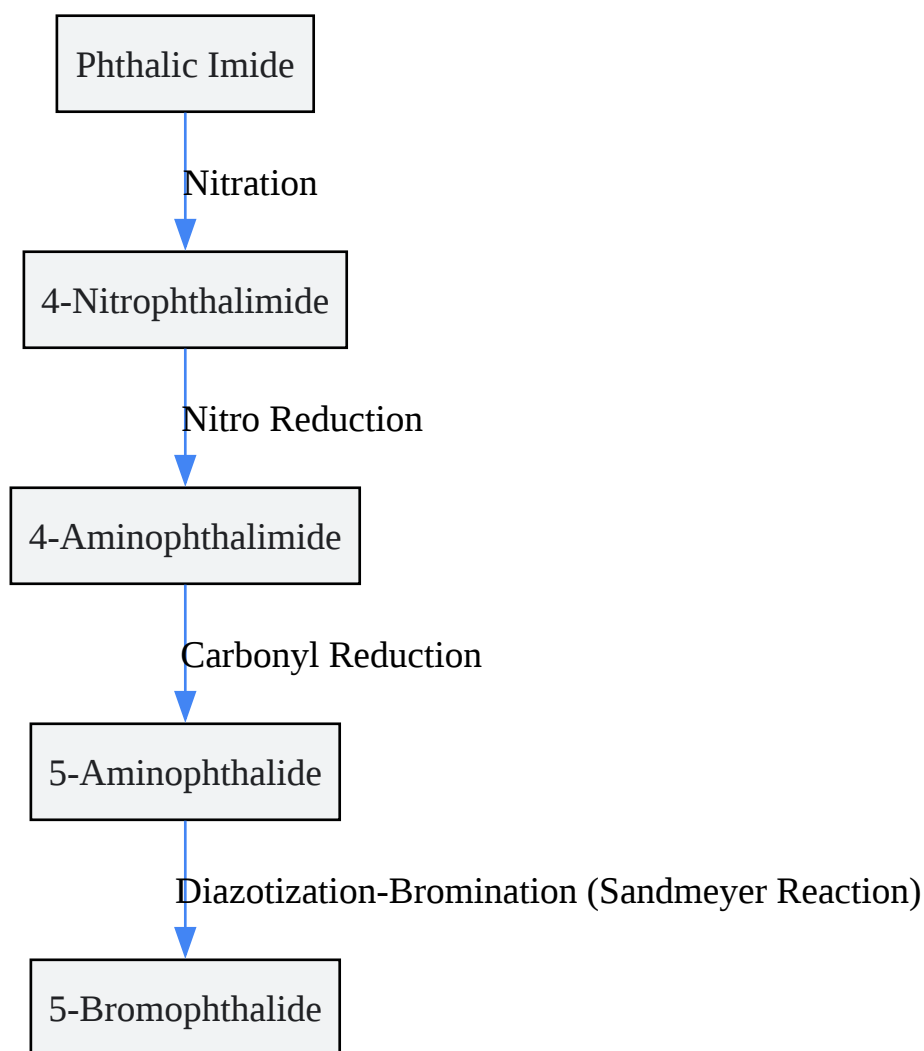 Phthalic Imide
Nitration
4-Nitrophthalimide
Nitro Reduction
4-Aminophthalimide
Carbonyl Reduction
5-Aminophthalide
Diazotization-Bromination (Sandmeyer Reaction)
5-Bromophthalide